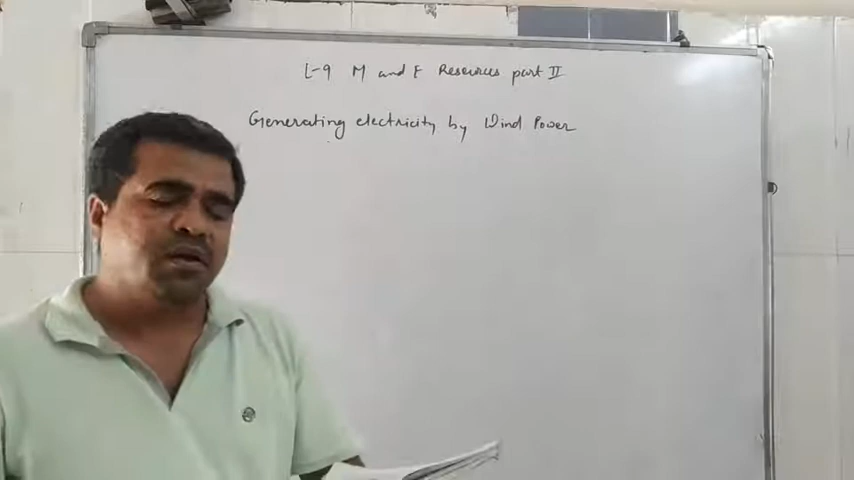 L-9 M and E Resources part II
Generating electricity by Wind Power